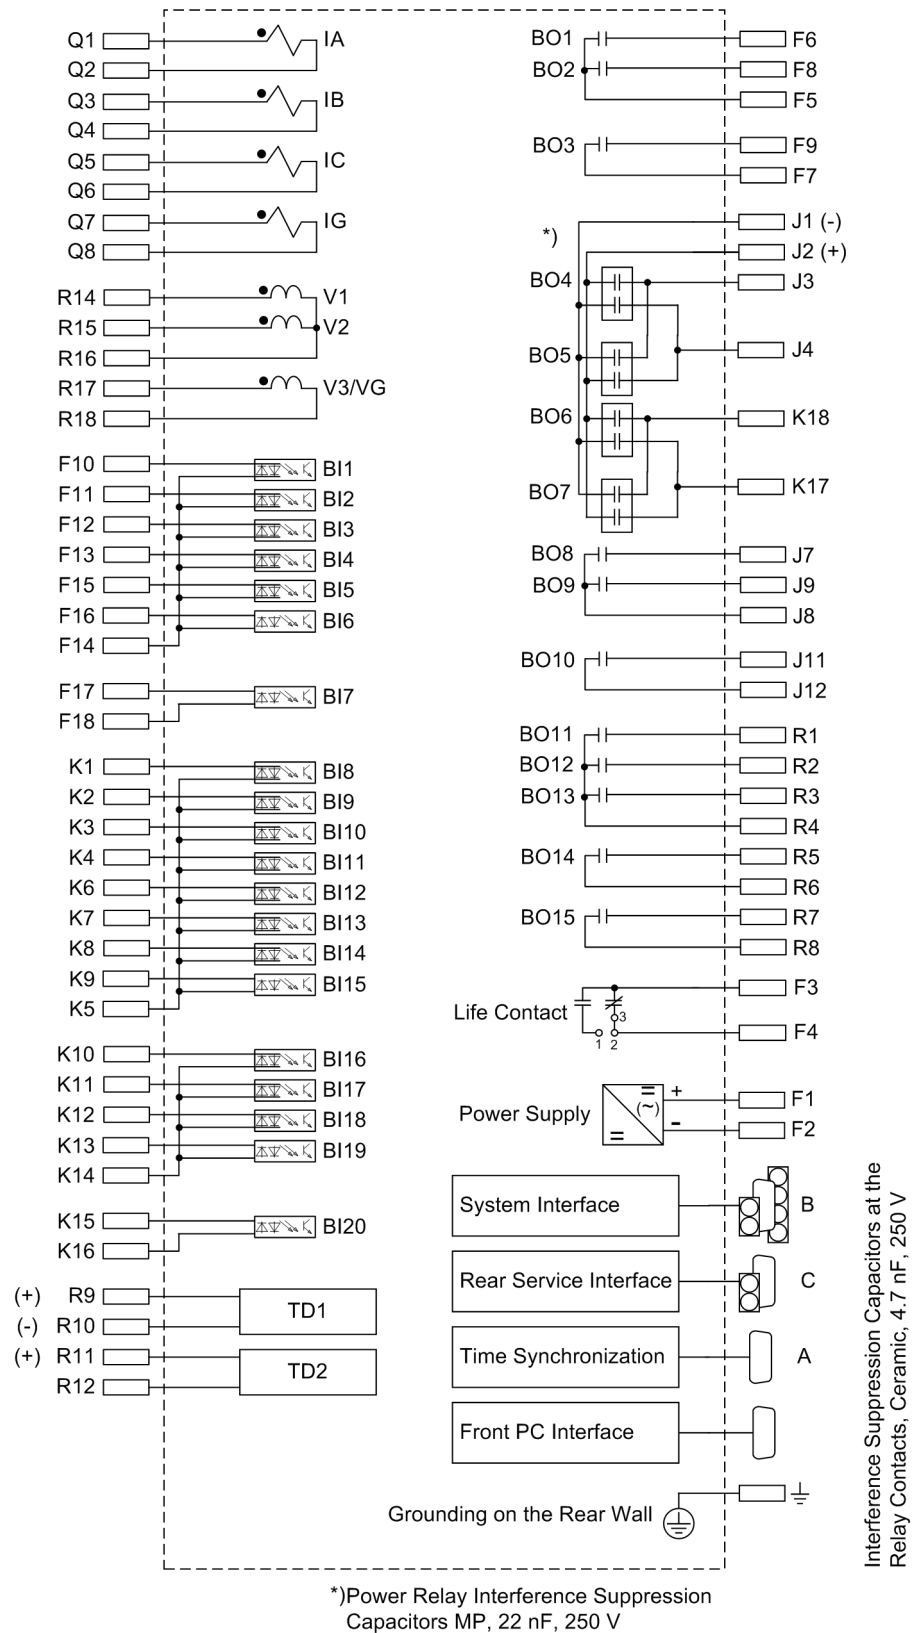 Q1 IA
Q2
Q3 IB
Q4
Q5 IC
Q6
Q7 IG
Q8
R14 V1
R15 V2
R16
R17 V3/VG
R18
F10 BI1
F11 BI2
F12 BI3
F13 BI4
F15 BI5
F16 BI6
F14
F17 BI7
F18
K1 BI8
K2 BI9
K3 BI10
K4 BI11
K6 BI12
K7 BI13
K8 BI14
K9 BI15
K5
K10 BI16
K11 BI17
K12 BI18
K13 BI19
K14
K15 BI20
K16
(+) R9 TD1
(-) R10
(+) R11 TD2
R12
BO1 F6
BO2 F8
F5
BO3 F9
F7
J1 (-)
*)
J2 (+)
BO4 J3
BO5 J4
BO6 K18
BO7 K17
BO8 J7
BO9 J9
J8
BO10 J11
J12
BO11 R1
BO12 R2
BO13 R3
R4
BO14 R5
R6
BO15 R7
R8
F3
Life Contact 3
1 2 F4
Power Supply = (~) = + F1
- F2
System Interface B
Rear Service Interface C
Time Synchronization A
Front PC Interface
Grounding on the Rear Wall
*)Power Relay Interference Suppression
Capacitors MP, 22 nF, 250 V
Interference Suppression Capacitors at the
Relay Contacts, Ceramic, 4.7 nF, 250 V